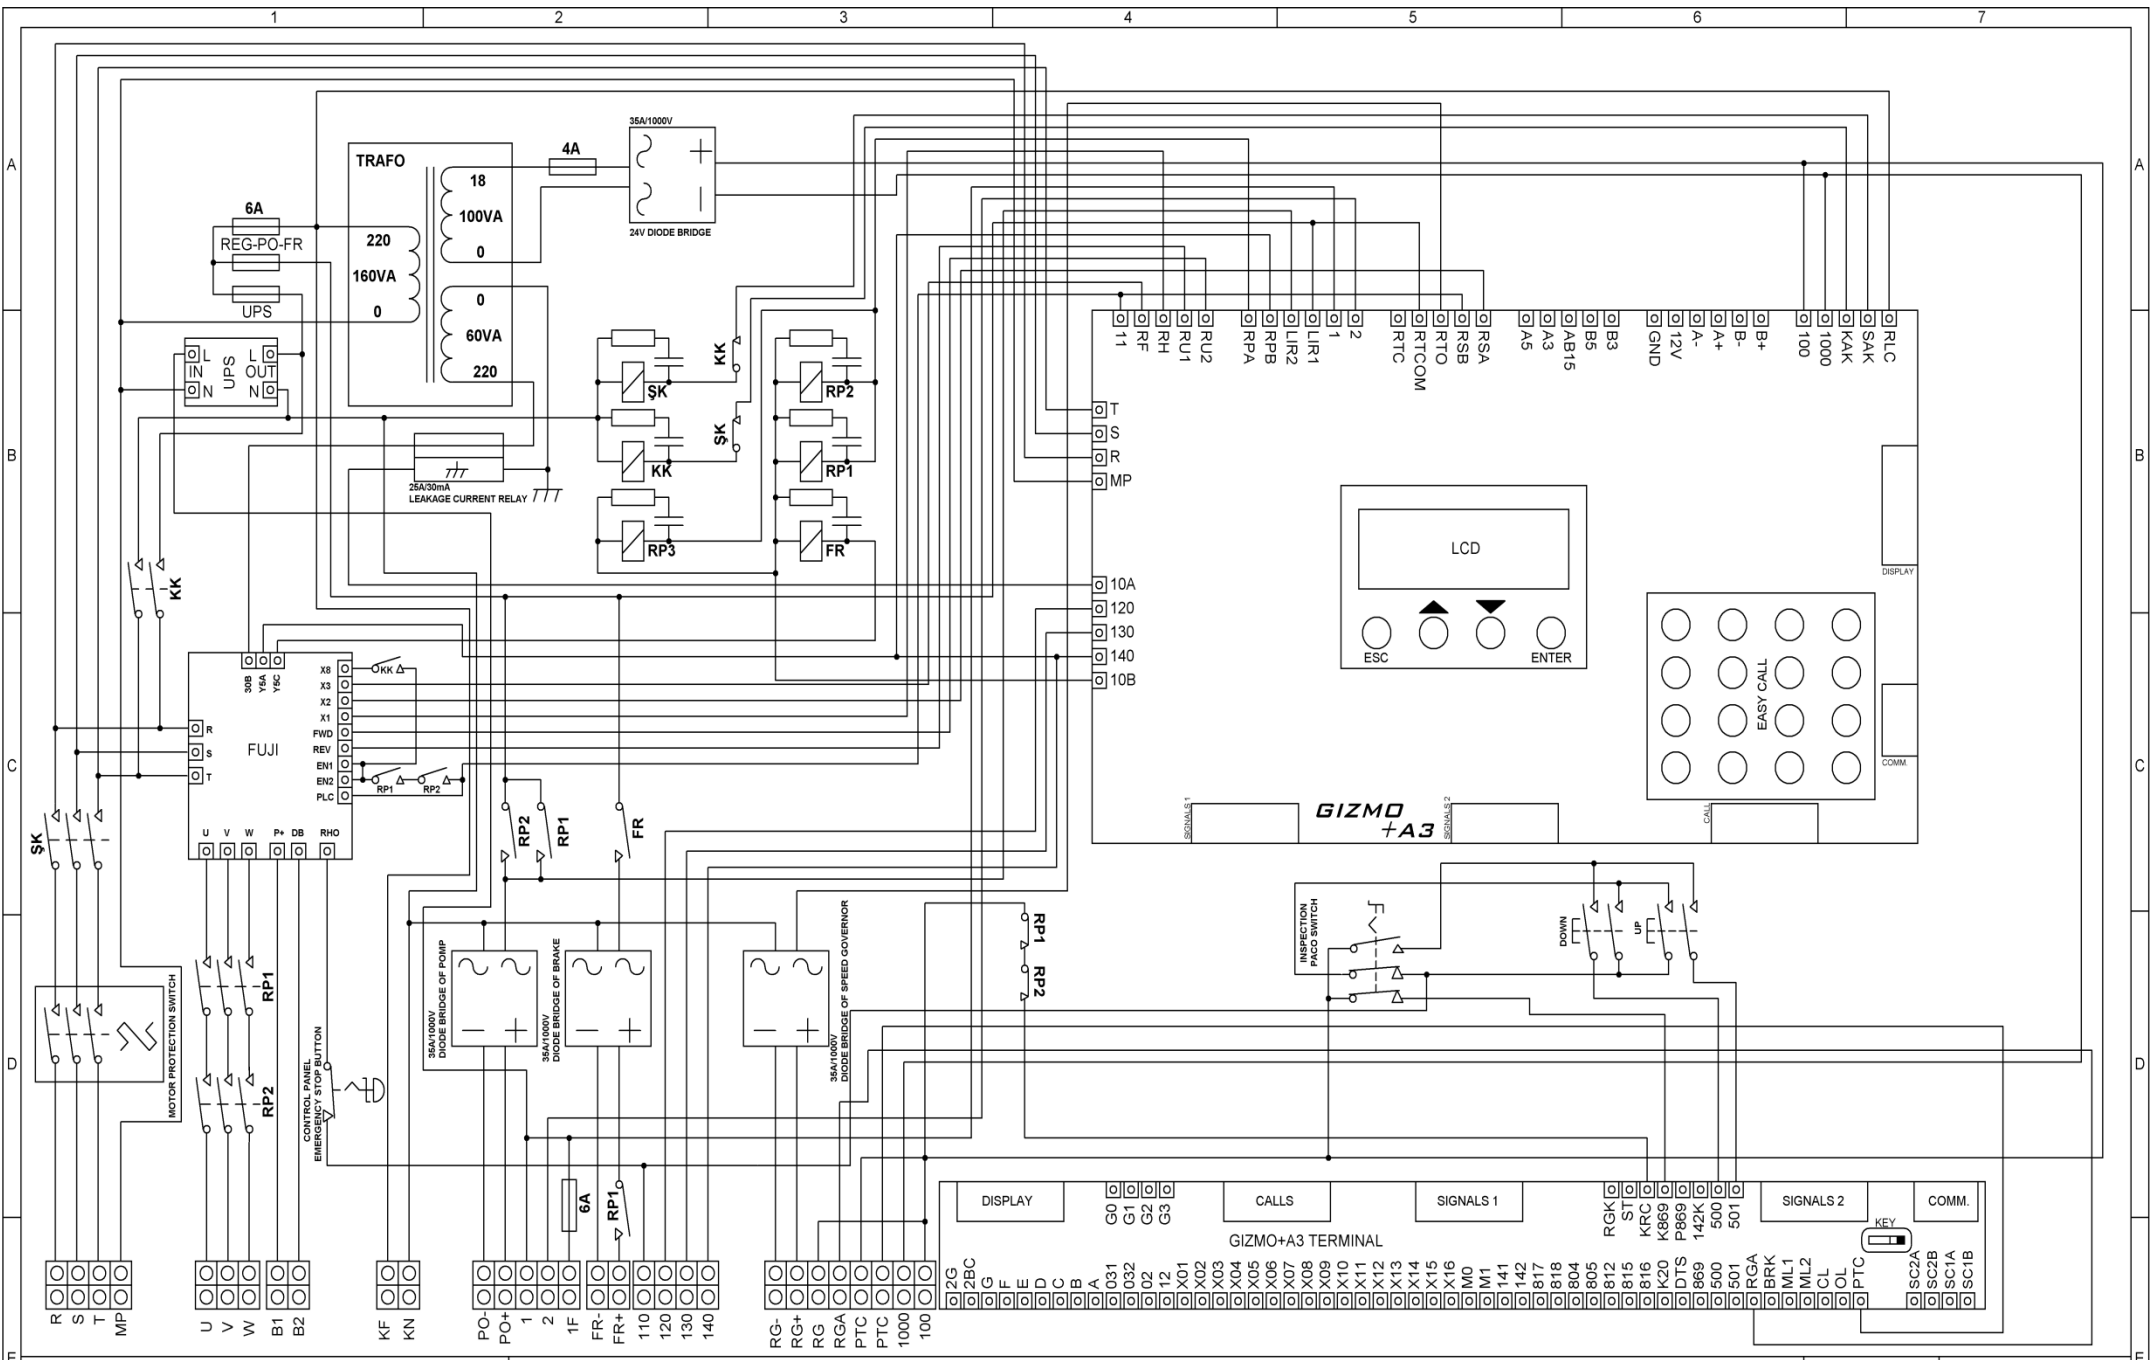 1 2 3 4 5 6 7
A A
B B
C C
D D
E E
TRAFO
18
100VA
0
220
160VA
0
0
60VA
220
4A
35A/1000V
24V DIODE BRIDGE
6A
REG-PO-FR
UPS
L L
IN OUT
N N
UPS
25A/30mA
LEAKAGE CURRENT RELAY
ŞK
KK
RP3
KK
ŞK
RP2
RP1
FR
11 RF RH RU1 RU2 RPA RPB LIR2 LIR1 1 2 RTC RTCOM RTO RSB RSA A5 A3 AB15 B5 B3 GND 12V A- A+ B- B+ 100 1000 KAK SAK RLC
T
S
R
MP
10A
120
130
140
10B
LCD
ESC
ENTER
DISPLAY
EASY CALL
COMM.
SIGNALS 1
GIZMO
+A3
SIGNALS 2
CALL
KK
30B Y5A Y5C
X8
X3
X2
X1
FWD
REV
EN1
EN2
PLC
R
S
T
FUJI
U V W P+ DB RHO
KK
RP1
RP2
ŞK
RP2
RP1
FR
MOTOR PROTECTION SWITCH
RP1
RP2
CONTROL PANEL
EMERGENCY STOP BUTTON
35A/1000V
DIODE BRIDGE OF POMP
35A/1000V
DIODE BRIDGE OF BRAKE
35A/1000V
DIODE BRIDGE OF SPEED GOVERNOR
RP1
RP2
INSPECTION
PACO SWITCH
DOWN
UP
6A
RP1
DISPLAY
G0 G1 G2 G3
CALLS
SIGNALS 1
RGK ST KRC K869 P869 142K 500 501
SIGNALS 2
COMM.
GIZMO+A3 TERMINAL
KEY
2G 2BC G F E D C B A 031 032 02 12 X01 X02 X03 X04 X05 X06 X07 X08 X09 X10 X11 X12 X13 X14 X15 X16 M0 M1 141 142 817 818 804 805 812 815 816 K20 DTS 869 500 501 RGA BRK ML1 ML2 CL OL PTC SC2A SC2B SC1A SC1B
R S T MP U V W B1 B2 KF KN PO- PO+ 1 2 1F FR- FR+ 110 120 130 140 RG- RG+ RG RGA PTC PTC 1000 100